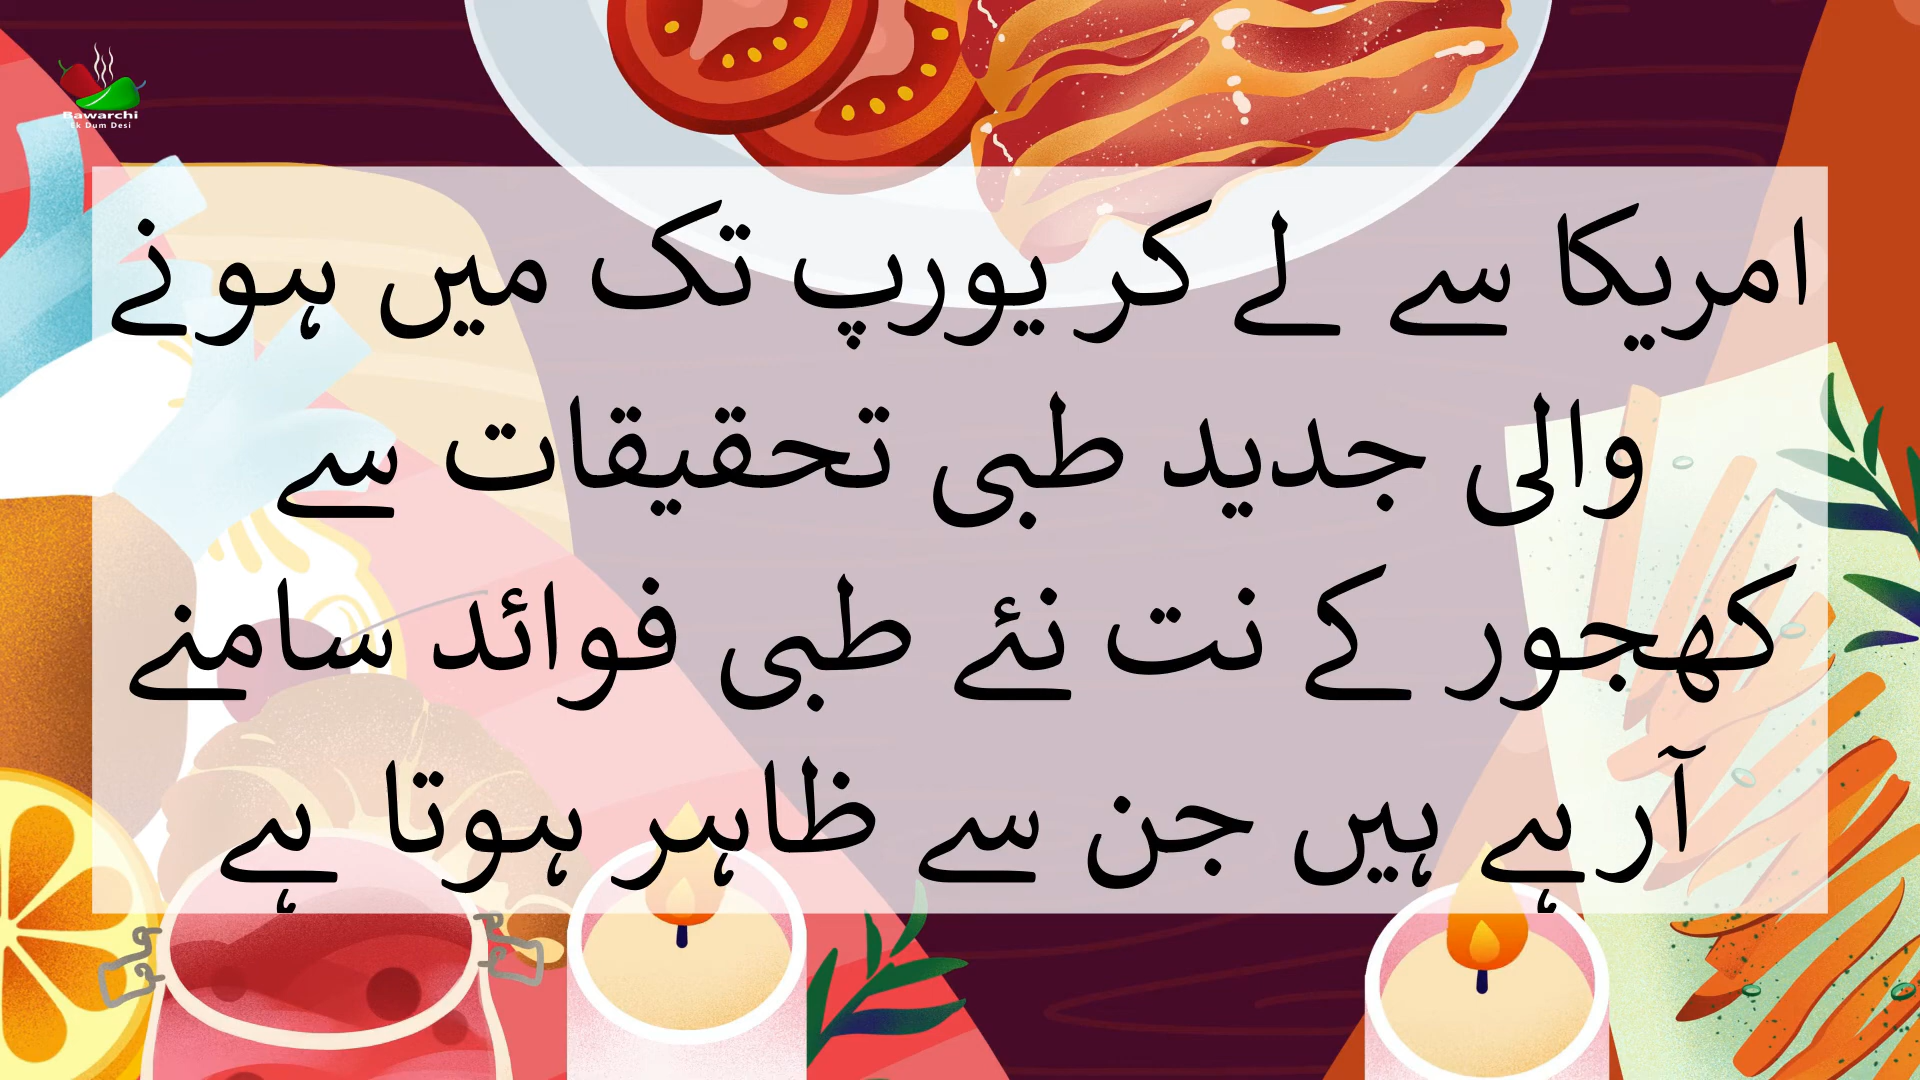 Bawarchi
Ek Dum Desi
امریکا سے لے کر یورپ تک میں ہونے
والی جدید طبی تحقیقات سے
کھجور کے نت نئے طبی فوائد سامنے
آرہے ہیں جن سے ظاہر ہوتا ہے